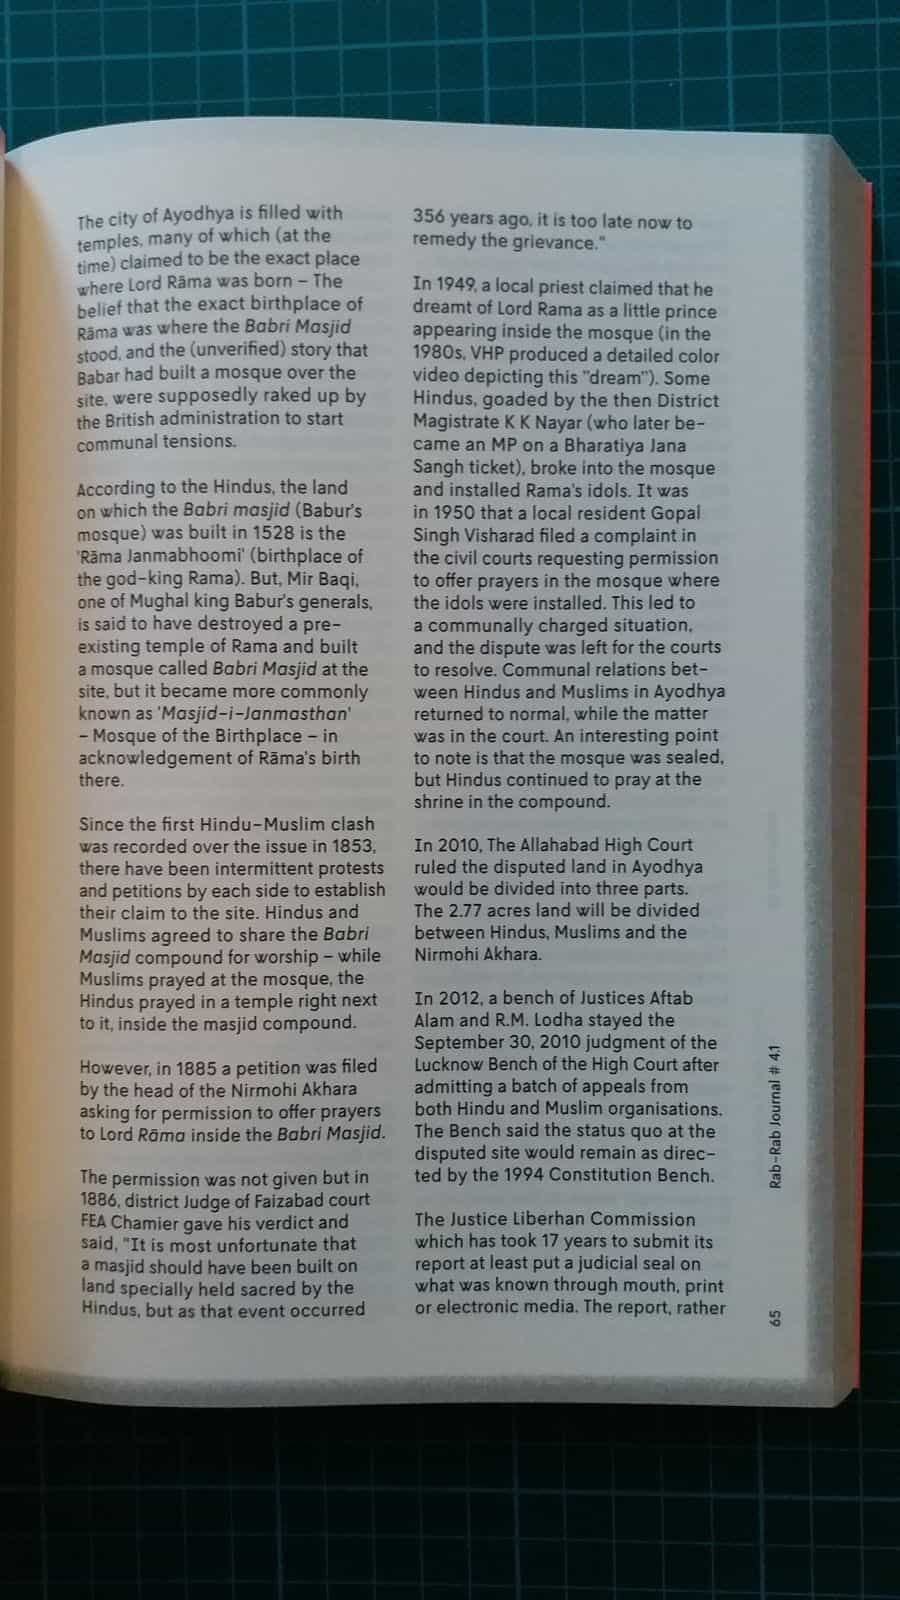 The city of Ayodhya is filled with
temples, many of which (at the
time) claimed to be the exact place
where Lord Rāma was born – The
belief that the exact birthplace of
Rāma was where the Babri Masjid
stood, and the (unverified) story that
Babar had built a mosque over the
site, were supposedly raked up by
the British administration to start
communal tensions.

According to the Hindus, the land
on which the Babri masjid (Babur's
mosque) was built in 1528 is the
'Rāma Janmabhoomi' (birthplace of
the god-king Rama). But, Mir Baqi,
one of Mughal king Babur's generals,
is said to have destroyed a pre-
existing temple of Rama and built
a mosque called Babri Masjid at the
site, but it became more commonly
known as 'Masjid-i-Janmasthan'
– Mosque of the Birthplace – in
acknowledgement of Rāma's birth
there.

Since the first Hindu-Muslim clash
was recorded over the issue in 1853,
there have been intermittent protests
and petitions by each side to establish
their claim to the site. Hindus and
Muslims agreed to share the Babri
Masjid compound for worship – while
Muslims prayed at the mosque, the
Hindus prayed in a temple right next
to it, inside the masjid compound.

However, in 1885 a petition was filed
by the head of the Nirmohi Akhara
asking for permission to offer prayers
to Lord Rāma inside the Babri Masjid.

The permission was not given but in
1886, district Judge of Faizabad court
FEA Chamier gave his verdict and
said, "It is most unfortunate that
a masjid should have been built on
land specially held sacred by the
Hindus, but as that event occurred
356 years ago, it is too late now to
remedy the grievance."

In 1949, a local priest claimed that he
dreamt of Lord Rama as a little prince
appearing inside the mosque (in the
1980s, VHP produced a detailed color
video depicting this "dream"). Some
Hindus, goaded by the then District
Magistrate K K Nayar (who later be-
came an MP on a Bharatiya Jana
Sangh ticket), broke into the mosque
and installed Rama's idols. It was
in 1950 that a local resident Gopal
Singh Visharad filed a complaint in
the civil courts requesting permission
to offer prayers in the mosque where
the idols were installed. This led to
a communally charged situation,
and the dispute was left for the courts
to resolve. Communal relations bet-
ween Hindus and Muslims in Ayodhya
returned to normal, while the matter
was in the court. An interesting point
to note is that the mosque was sealed,
but Hindus continued to pray at the
shrine in the compound.

In 2010, The Allahabad High Court
ruled the disputed land in Ayodhya
would be divided into three parts.
The 2.77 acres land will be divided
between Hindus, Muslims and the
Nirmohi Akhara.

In 2012, a bench of Justices Aftab
Alam and R.M. Lodha stayed the
September 30, 2010 judgment of the
Lucknow Bench of the High Court after
admitting a batch of appeals from
both Hindu and Muslim organisations.
The Bench said the status quo at the
disputed site would remain as direc-
ted by the 1994 Constitution Bench.

The Justice Liberhan Commission
which has took 17 years to submit its
report at least put a judicial seal on
what was known through mouth, print
or electronic media. The report, rather
Rab-Rab Journal # 4.1
65